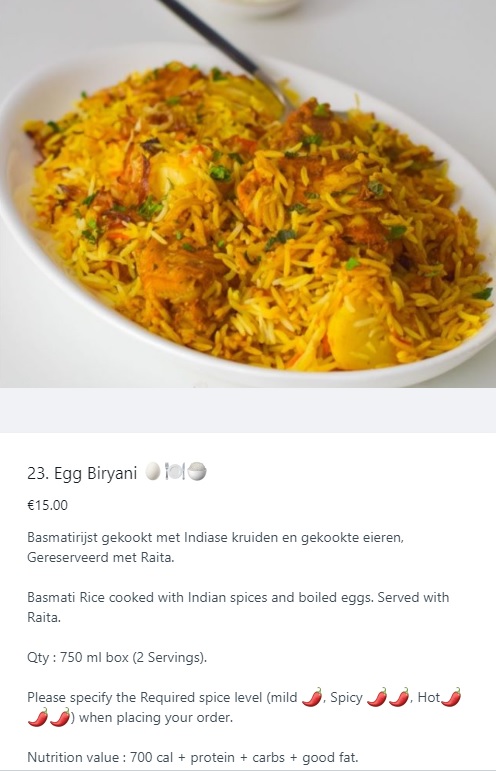 23. Egg Biryani 🥚🍽️🍚
€15.00
Basmatirijst gekookt met Indiase kruiden en gekookte eieren,
Gereserveerd met Raita.
Basmati Rice cooked with Indian spices and boiled eggs. Served with
Raita.
Qty : 750 ml box (2 Servings).
Please specify the Required spice level (mild 🌶️, Spicy 🌶️🌶️, Hot🌶️
🌶️🌶️) when placing your order.
Nutrition value : 700 cal + protein + carbs + good fat.